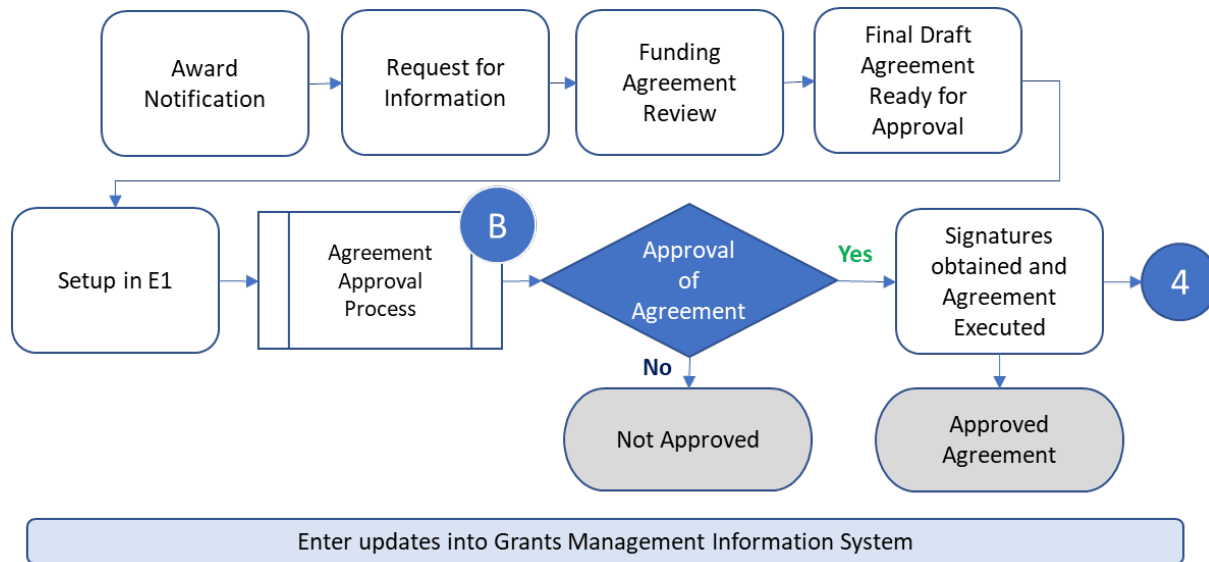 Award
Notification
Request for
Information
Funding
Agreement
Review
Final Draft
Agreement
Ready for
Approval
Setup in E1
Agreement
Approval
Process
B
Approval
of
Agreement
Yes
No
Signatures
obtained and
Agreement
Executed
4
Not Approved
Approved
Agreement
Enter updates into Grants Management Information System